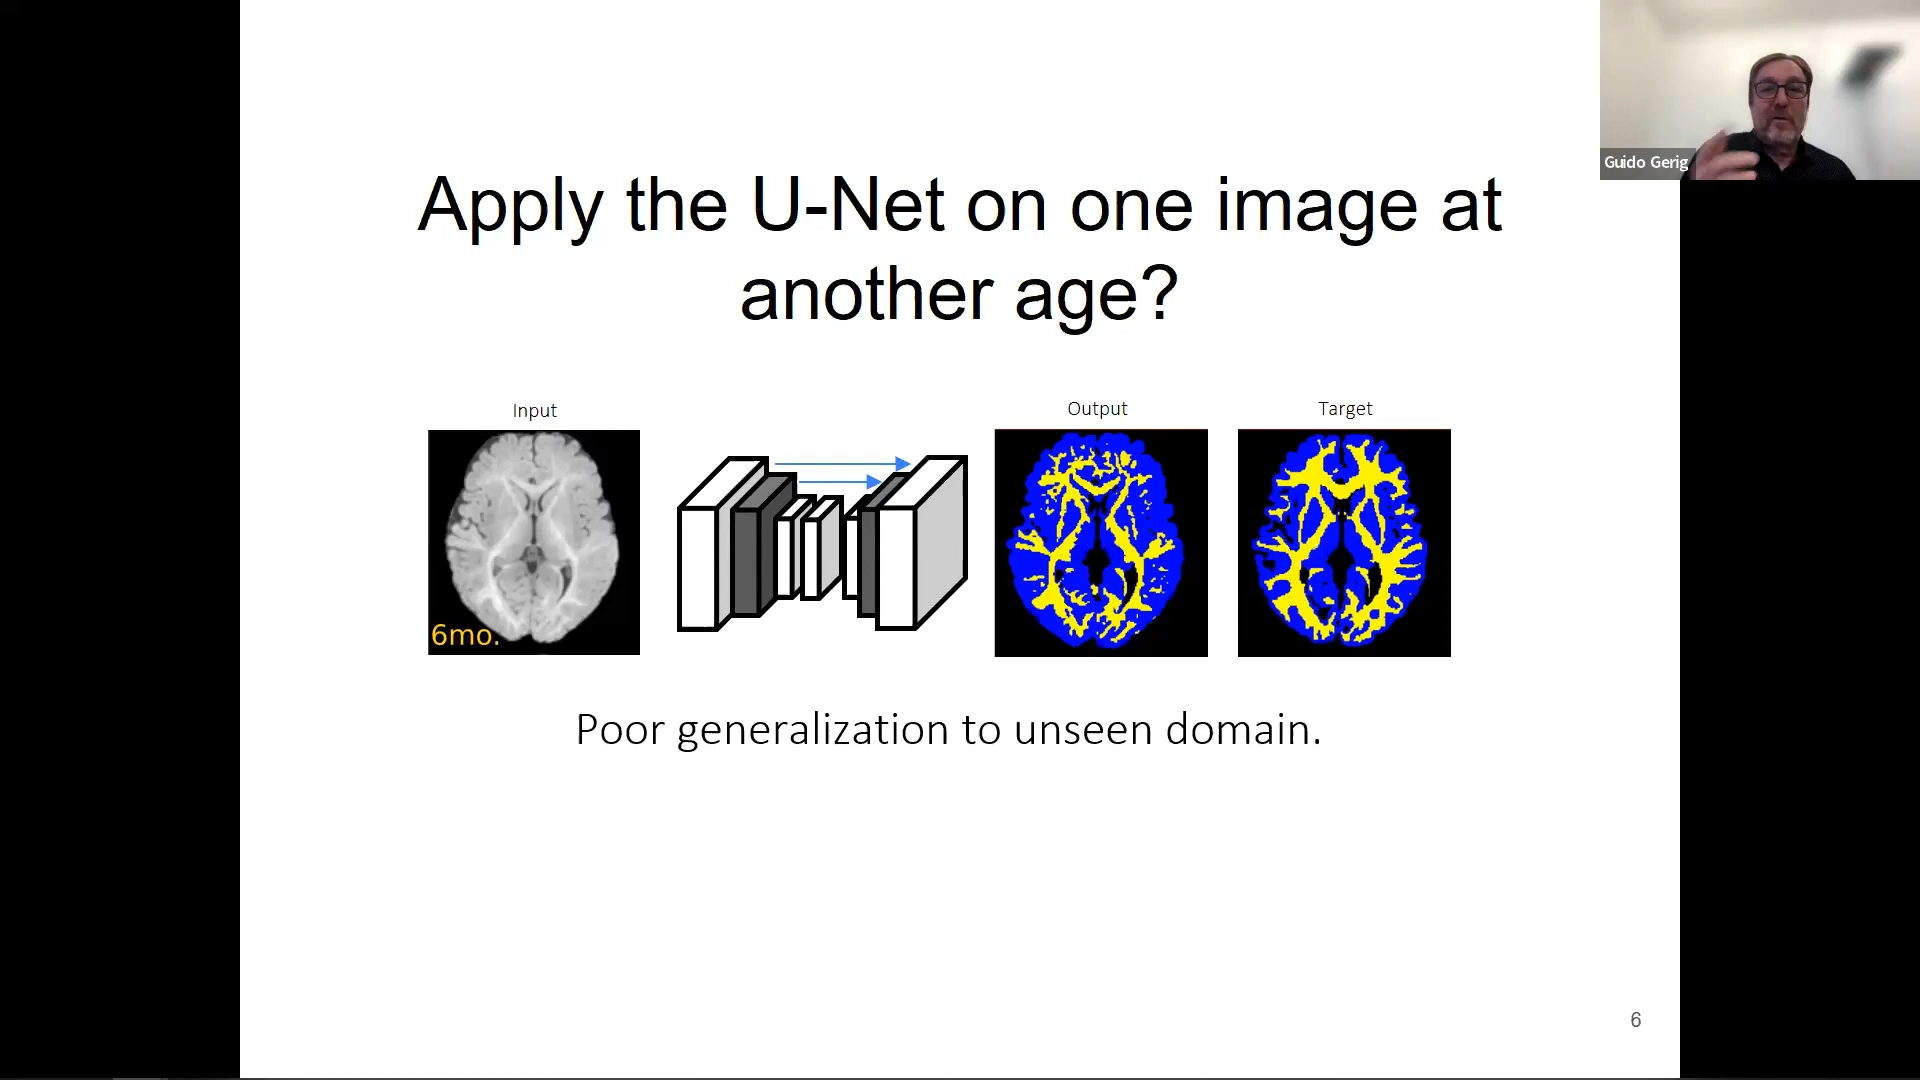 Guido Gerig
Apply the U-Net on one image at
another age?
Input
Output
Target
6mo.
Poor generalization to unseen domain.
6